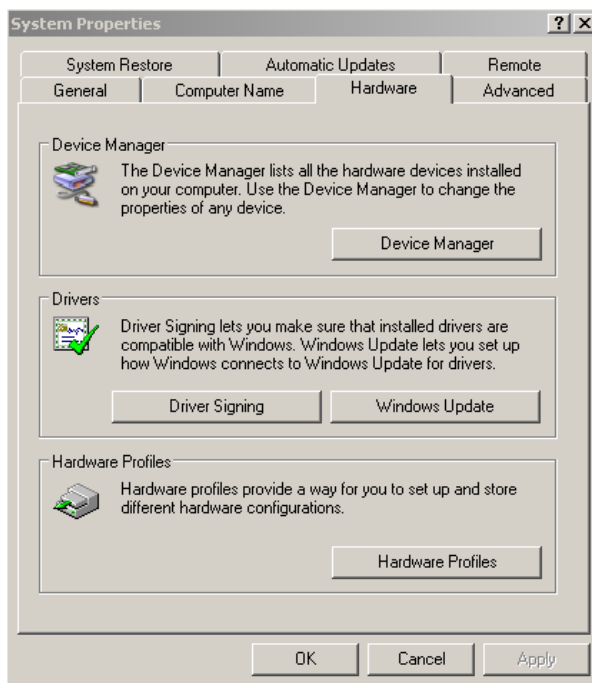 System Properties
System Restore Automatic Updates Remote
General Computer Name Hardware Advanced
Device Manager
The Device Manager lists all the hardware devices installed
on your computer. Use the Device Manager to change the
properties of any device.
Device Manager
Drivers
Driver Signing lets you make sure that installed drivers are
compatible with Windows. Windows Update lets you set up
how Windows connects to Windows Update for drivers.
Driver Signing Windows Update
Hardware Profiles
Hardware profiles provide a way for you to set up and store
different hardware configurations.
Hardware Profiles
OK Cancel Apply